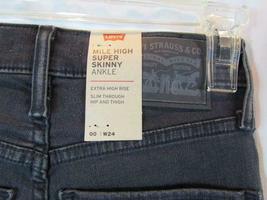 Levi's
MILE HIGH
SUPER
SKINNY
ANKLE
EXTRA HIGH RISE
SLIM THROUGH
HIP AND THIGH
00 | W24
STRAUSS & CO